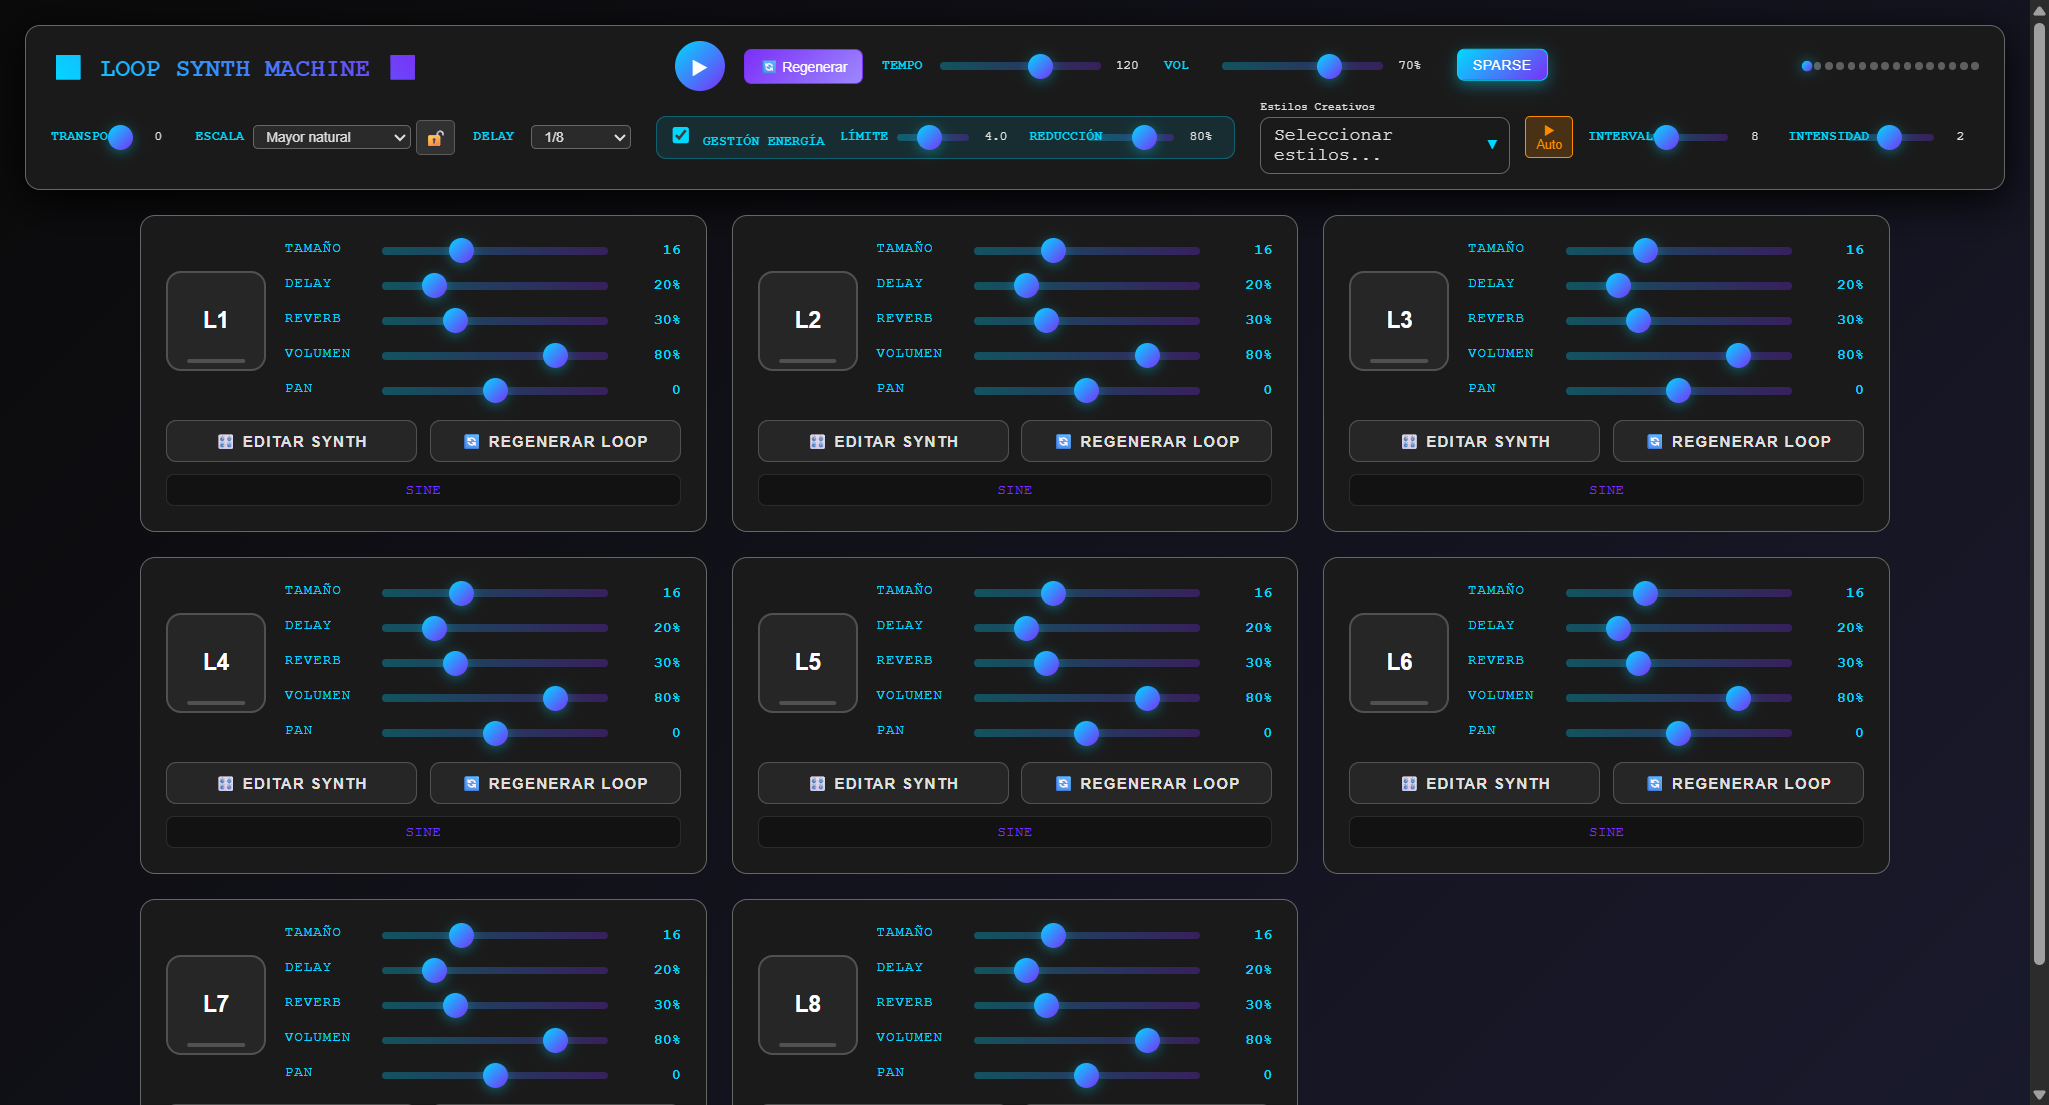 LOOP SYNTH MACHINE
Regenerar
TEMPO 120
VOL 70%
SPARSE
TRANSPO 0
ESCALA Mayor natural
DELAY 1/8
GESTIÓN ENERGÍA
LÍMITE 4.0
REDUCCIÓN 80%
Estilos Creativos
Seleccionar
estilos...
Auto
INTERVAL 8
INTENSIDAD 2
L1
TAMAÑO 16
DELAY 20%
REVERB 30%
VOLUMEN 80%
PAN 0
EDITAR SYNTH
REGENERAR LOOP
SINE
L2
TAMAÑO 16
DELAY 20%
REVERB 30%
VOLUMEN 80%
PAN 0
EDITAR SYNTH
REGENERAR LOOP
SINE
L3
TAMAÑO 16
DELAY 20%
REVERB 30%
VOLUMEN 80%
PAN 0
EDITAR SYNTH
REGENERAR LOOP
SINE
L4
TAMAÑO 16
DELAY 20%
REVERB 30%
VOLUMEN 80%
PAN 0
EDITAR SYNTH
REGENERAR LOOP
SINE
L5
TAMAÑO 16
DELAY 20%
REVERB 30%
VOLUMEN 80%
PAN 0
EDITAR SYNTH
REGENERAR LOOP
SINE
L6
TAMAÑO 16
DELAY 20%
REVERB 30%
VOLUMEN 80%
PAN 0
EDITAR SYNTH
REGENERAR LOOP
SINE
L7
TAMAÑO 16
DELAY 20%
REVERB 30%
VOLUMEN 80%
PAN 0
L8
TAMAÑO 16
DELAY 20%
REVERB 30%
VOLUMEN 80%
PAN 0